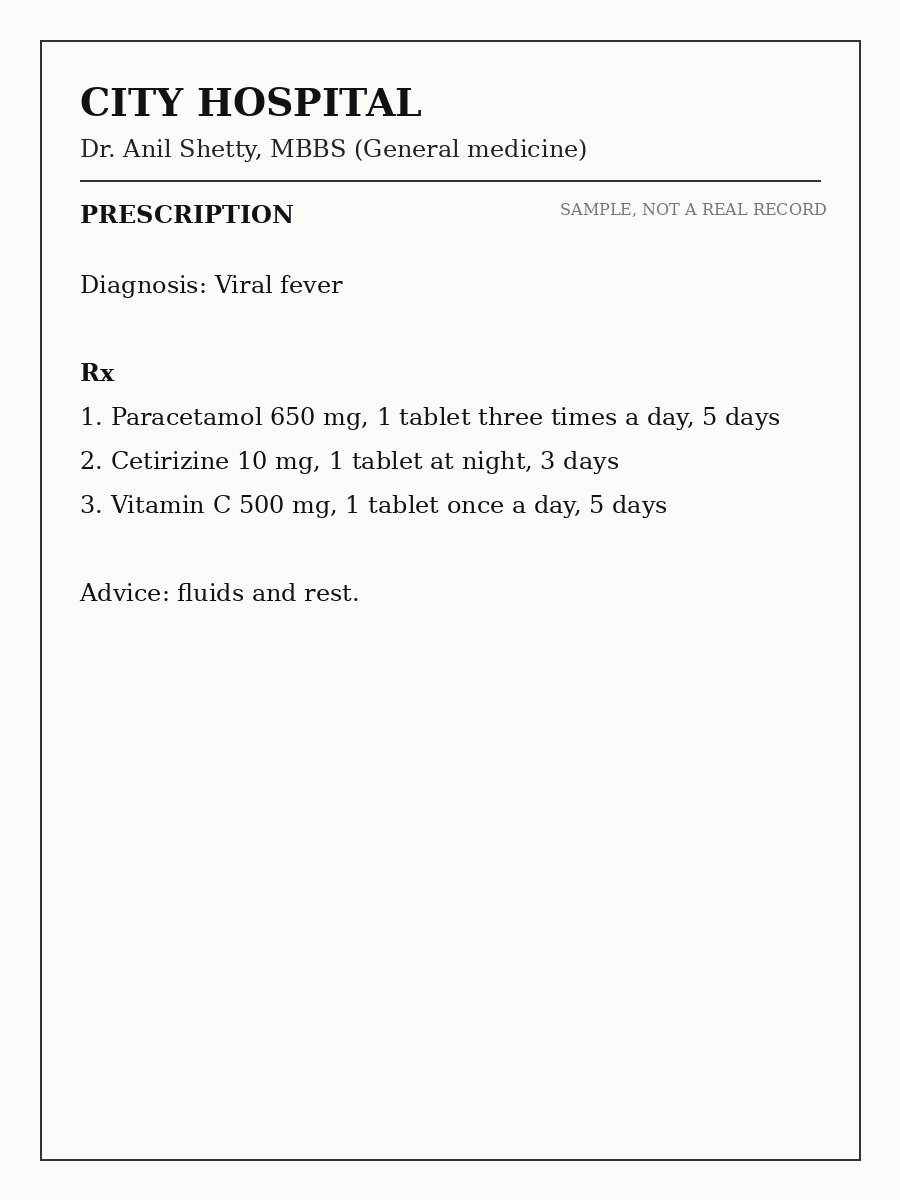 CITY HOSPITAL
Dr. Anil Shetty, MBBS (General medicine)
PRESCRIPTION
SAMPLE, NOT A REAL RECORD
Diagnosis: Viral fever
Rx
1. Paracetamol 650 mg, 1 tablet three times a day, 5 days
2. Cetirizine 10 mg, 1 tablet at night, 3 days
3. Vitamin C 500 mg, 1 tablet once a day, 5 days
Advice: fluids and rest.